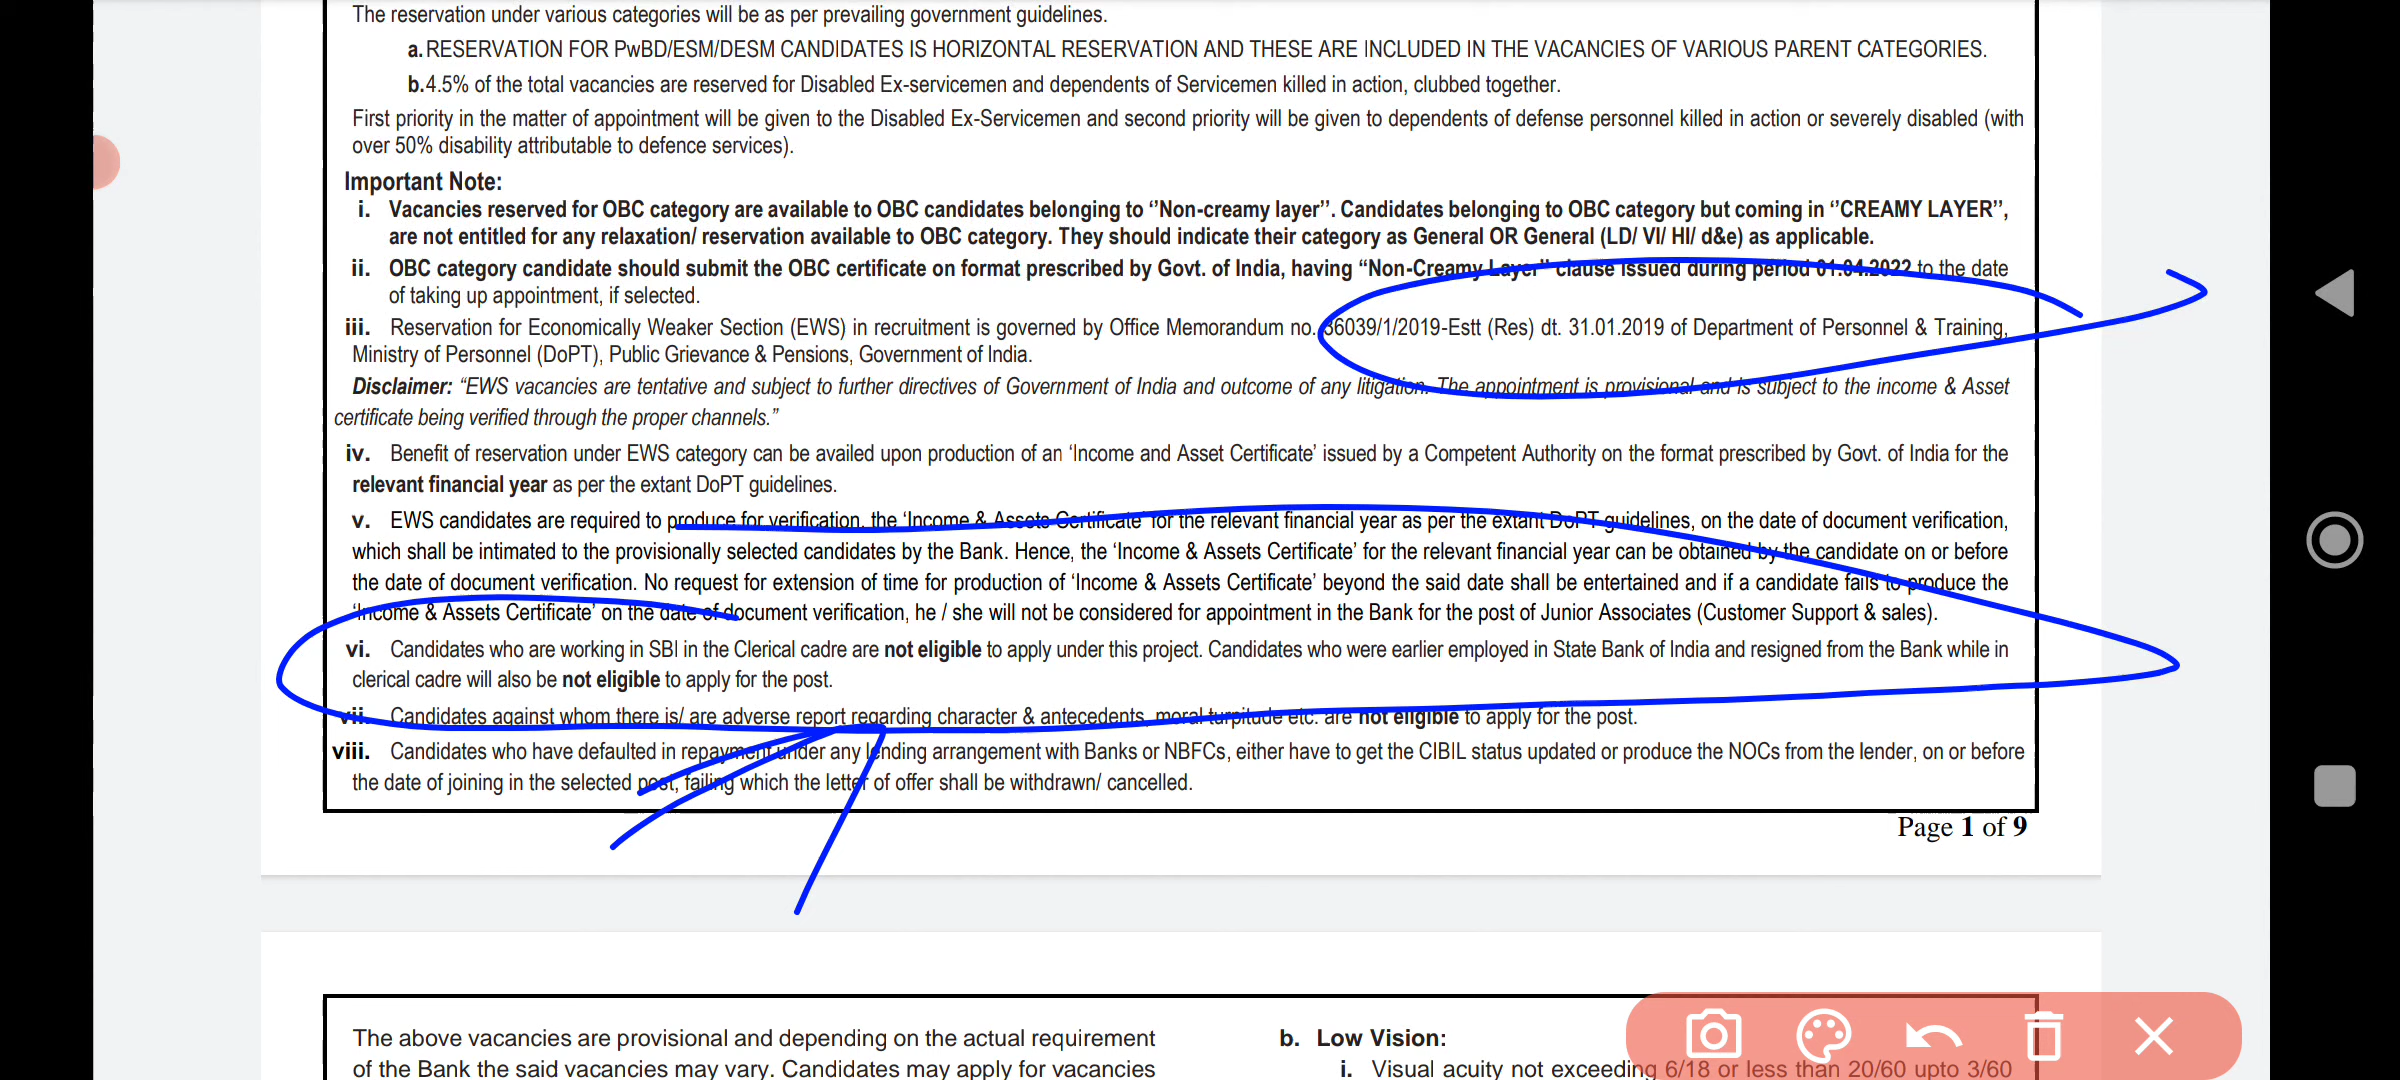 The reservation under various categories will be as per prevailing government guidelines.
a. RESERVATION FOR PwBD/ESM/DESM CANDIDATES IS HORIZONTAL RESERVATION AND THESE ARE INCLUDED IN THE VACANCIES OF VARIOUS PARENT CATEGORIES.
b. 4.5% of the total vacancies are reserved for Disabled Ex-servicemen and dependents of Servicemen killed in action, clubbed together.
First priority in the matter of appointment will be given to the Disabled Ex-Servicemen and second priority will be given to dependents of defense personnel killed in action or severely disabled (with
over 50% disability attributable to defence services).
Important Note:
i. Vacancies reserved for OBC category are available to OBC candidates belonging to ‘’Non-creamy layer’’. Candidates belonging to OBC category but coming in ‘’CREAMY LAYER’’,
are not entitled for any relaxation/ reservation available to OBC category. They should indicate their category as General OR General (LD/ VI/ HI/ d&e) as applicable.
ii. OBC category candidate should submit the OBC certificate on format prescribed by Govt. of India, having “Non-Creamy Layer” clause issued during period 01.04.2022 to the date
of taking up appointment, if selected.
iii. Reservation for Economically Weaker Section (EWS) in recruitment is governed by Office Memorandum no. 36039/1/2019-Estt (Res) dt. 31.01.2019 of Department of Personnel & Training,
Ministry of Personnel (DoPT), Public Grievance & Pensions, Government of India.
Disclaimer: “EWS vacancies are tentative and subject to further directives of Government of India and outcome of any litigation. The appointment is provisional and is subject to the income & Asset
certificate being verified through the proper channels.”
iv. Benefit of reservation under EWS category can be availed upon production of an ‘Income and Asset Certificate’ issued by a Competent Authority on the format prescribed by Govt. of India for the
relevant financial year as per the extant DoPT guidelines.
v. EWS candidates are required to produce for verification, the ‘Income & Assets Certificate’ for the relevant financial year as per the extant DoPT guidelines, on the date of document verification,
which shall be intimated to the provisionally selected candidates by the Bank. Hence, the ‘Income & Assets Certificate’ for the relevant financial year can be obtained by the candidate on or before
the date of document verification. No request for extension of time for production of ‘Income & Assets Certificate’ beyond the said date shall be entertained and if a candidate fails to produce the
‘Income & Assets Certificate’ on the date of document verification, he / she will not be considered for appointment in the Bank for the post of Junior Associates (Customer Support & sales).
vi. Candidates who are working in SBI in the Clerical cadre are not eligible to apply under this project. Candidates who were earlier employed in State Bank of India and resigned from the Bank while in
clerical cadre will also be not eligible to apply for the post.
vii. Candidates against whom there is/ are adverse report regarding character & antecedents, moral turpitude etc. are not eligible to apply for the post.
viii. Candidates who have defaulted in repayment under any lending arrangement with Banks or NBFCs, either have to get the CIBIL status updated or produce the NOCs from the lender, on or before
the date of joining in the selected post, failing which the letter of offer shall be withdrawn/ cancelled.
Page 1 of 9
The above vacancies are provisional and depending on the actual requirement
of the Bank the said vacancies may vary. Candidates may apply for vacancies
b. Low Vision:
i. Visual acuity not exceeding 6/18 or less than 20/60 upto 3/60